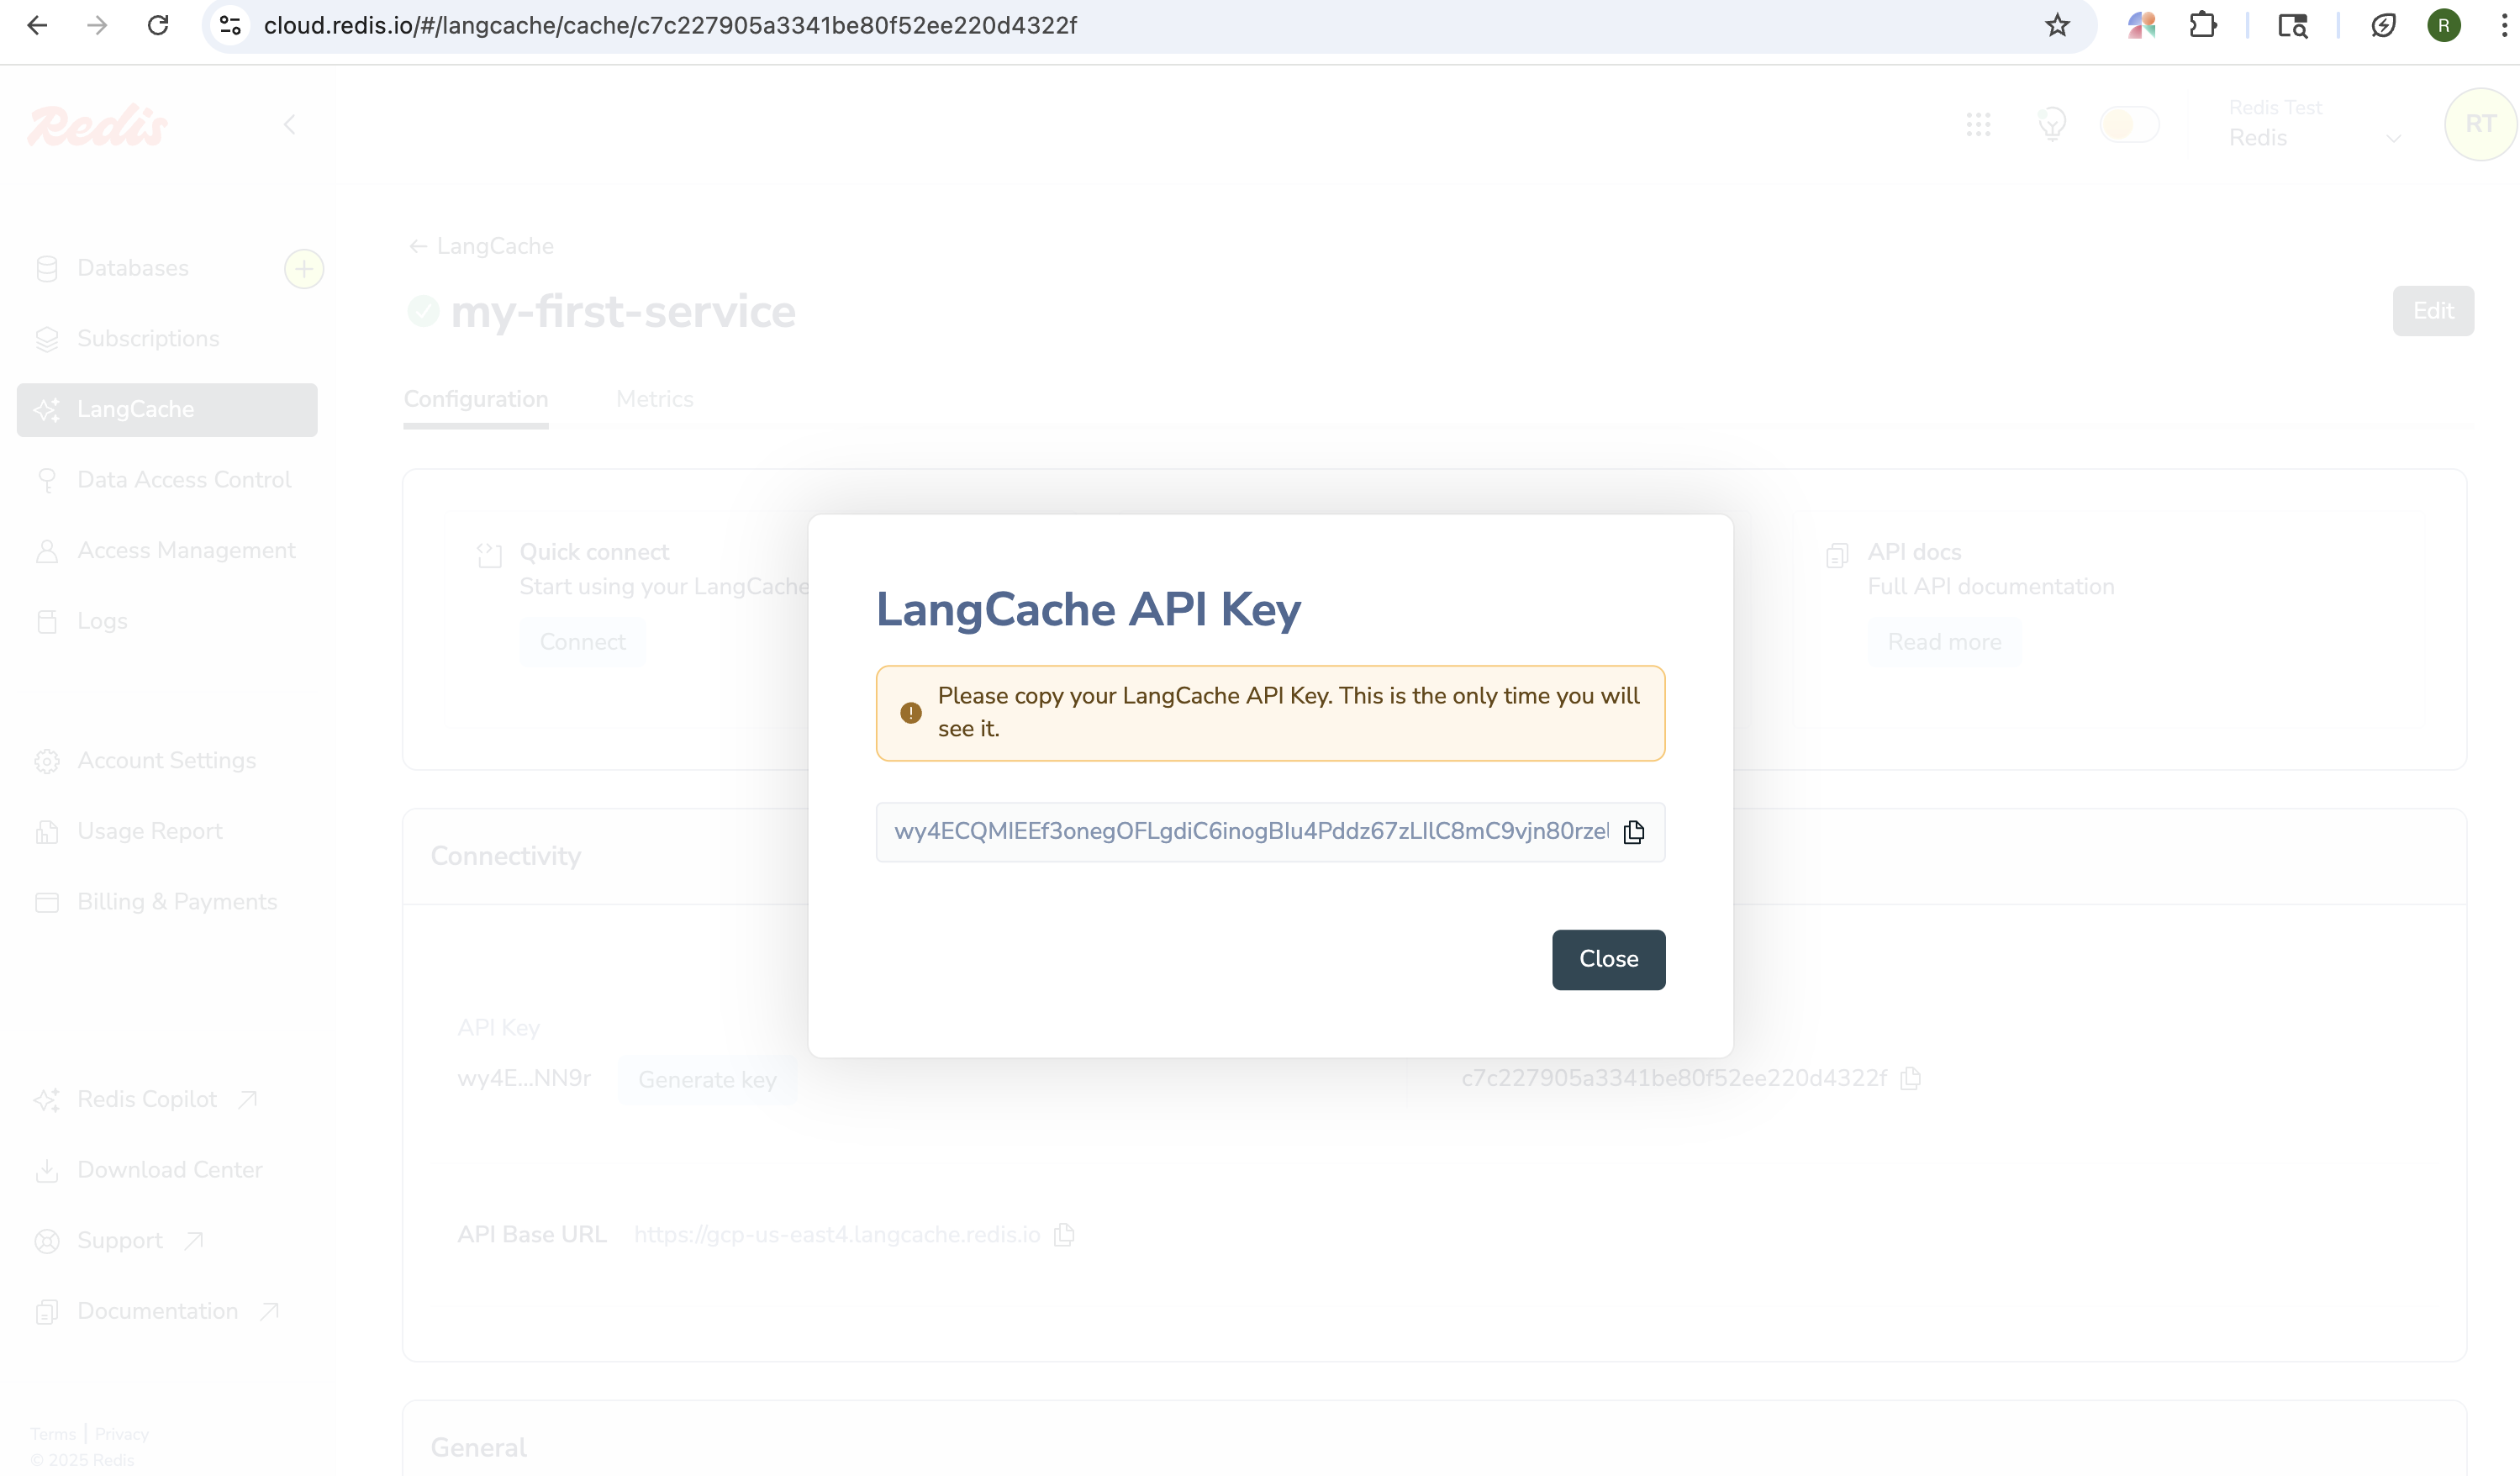 cloud.redis.io/#/langcache/cache/c7c227905a3341be80f52ee220d4322f
R
Redis
Redis Test
Redis
RT
Databases
Subscriptions
LangCache
Data Access Control
Access Management
Logs
Account Settings
Usage Report
Billing & Payments
Redis Copilot
Download Center
Support
Documentation
Terms | Privacy
© 2025 Redis
LangCache
my-first-service
Edit
Configuration
Metrics
Quick connect
Start using your LangCache
Connect
API docs
Full API documentation
Read more
LangCache API Key
Please copy your LangCache API Key. This is the only time you will
see it.
Close
Connectivity
API Key
wy4E...NN9r
Generate key
c7c227905a3341be80f52ee220d4322f
API Base URL
https://gcp-us-east4.langcache.redis.io
General